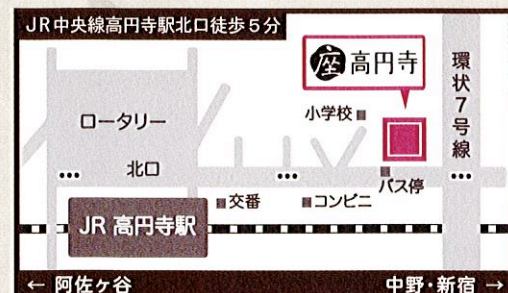 JR中央線高円寺駅北口徒歩5分
座 高円寺
環状7号線
小学校
ロータリー
北口
バス停
交番
コンビニ
JR 高円寺駅
← 阿佐ヶ谷
中野・新宿 →